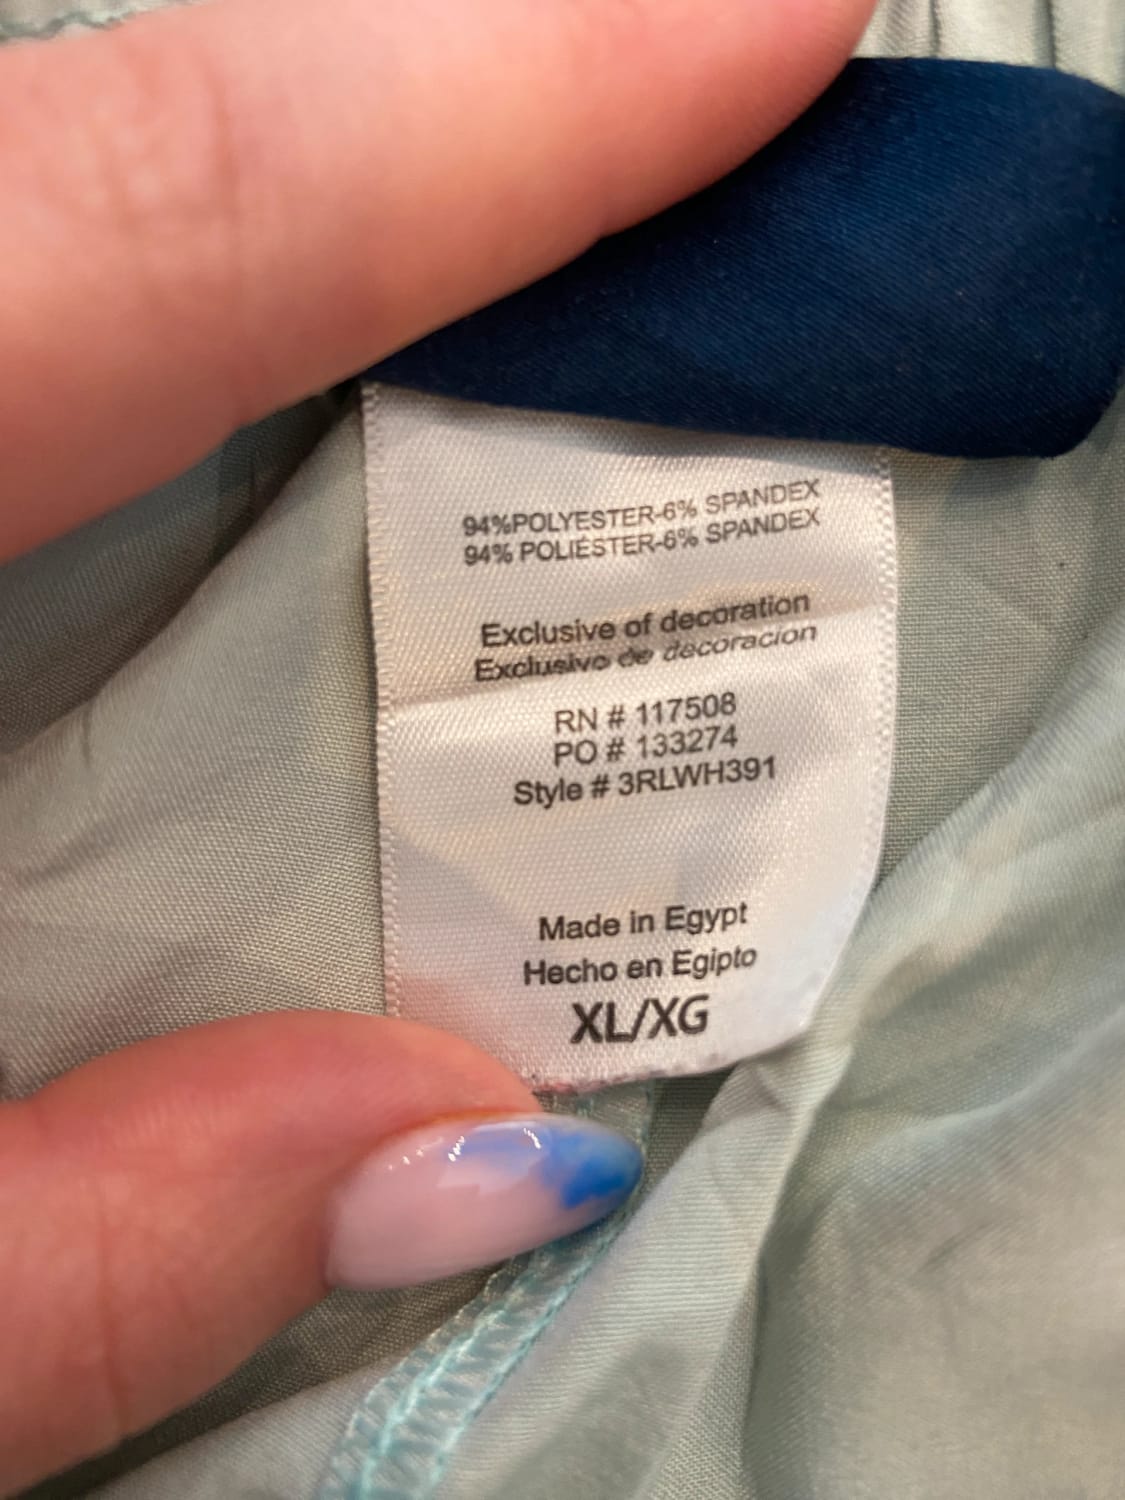 94%POLYESTER-6% SPANDEX
94% POLIÉSTER-6% SPANDEX
Exclusive of decoration
Exclusivo de decoracion
RN # 117508
PO # 133274
Style # 3RLWH391
Made in Egypt
Hecho en Egipto
XL/XG